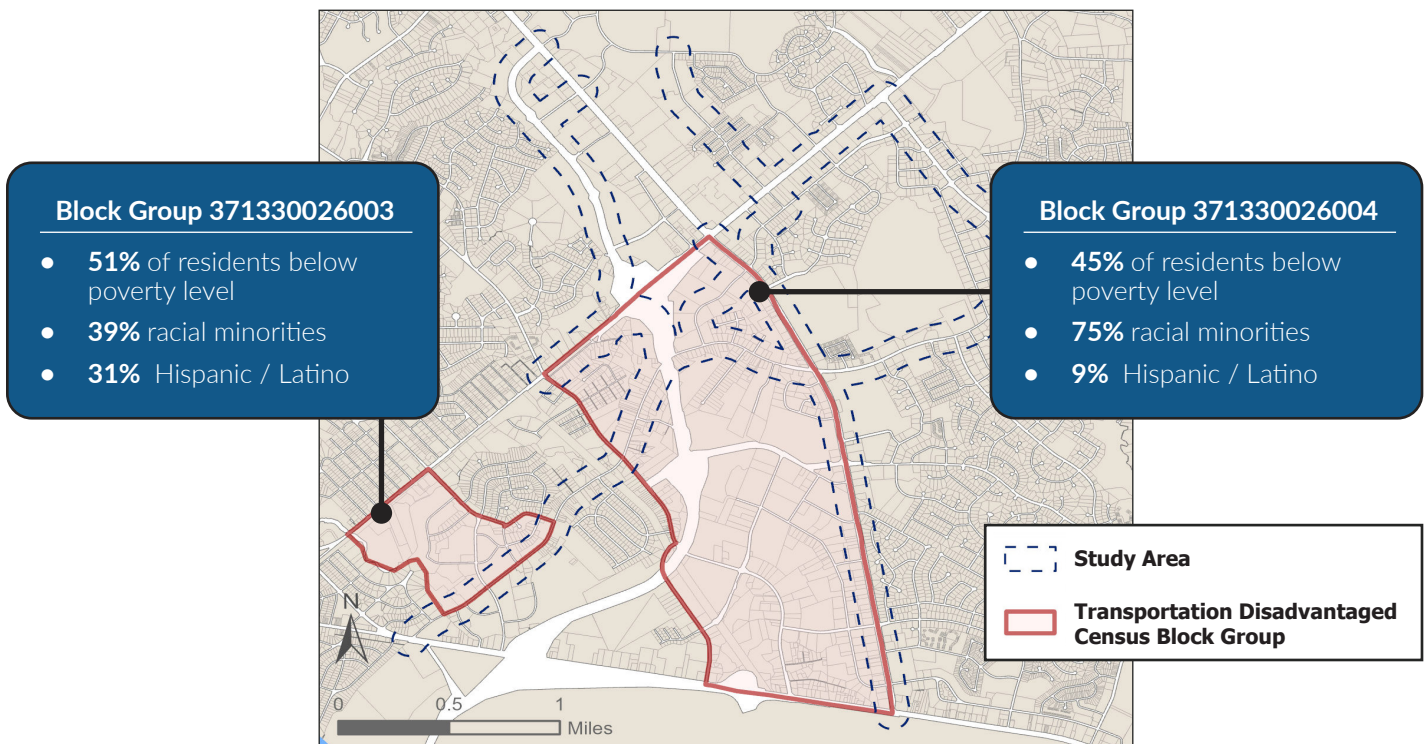 Block Group 371330026003
• 51% of residents below
poverty level
• 39% racial minorities
• 31% Hispanic / Latino
Block Group 371330026004
• 45% of residents below
poverty level
• 75% racial minorities
• 9% Hispanic / Latino
Study Area
Transportation Disadvantaged
Census Block Group
N
0 0.5 1
Miles